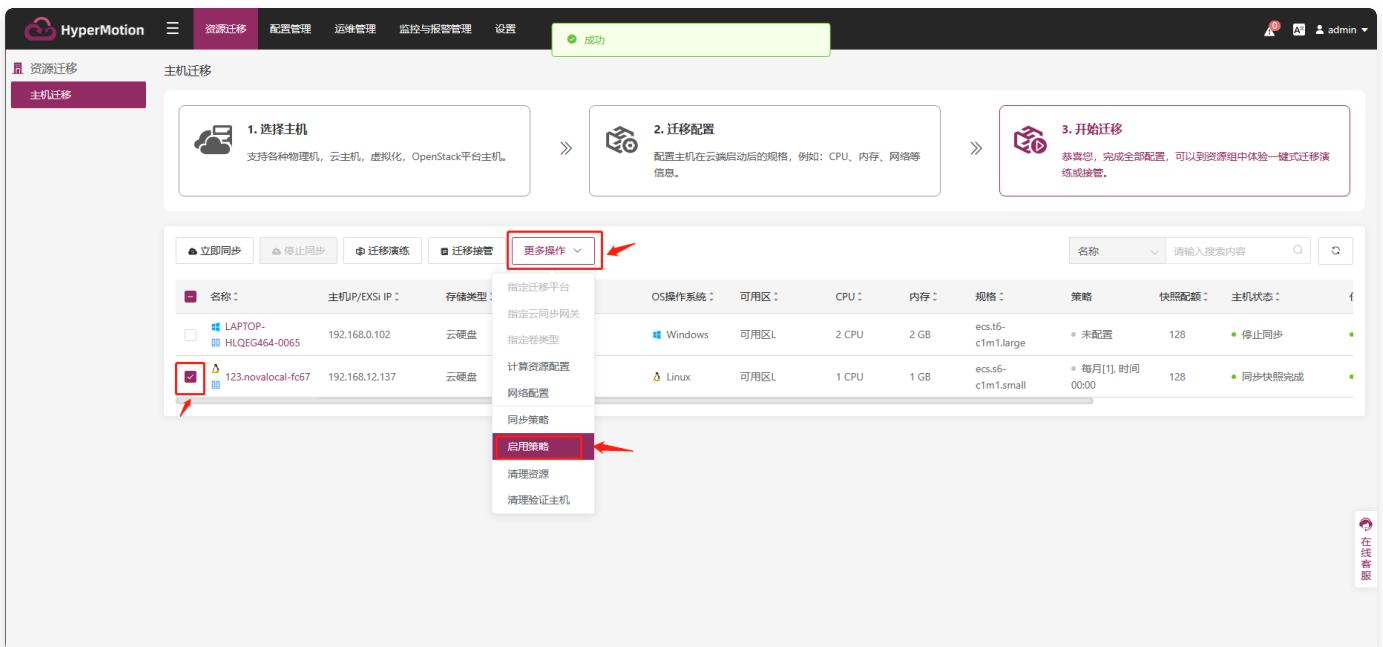 HyperMotion 资源迁移 配置管理 运维管理 监控与报警管理 设置 成功 0 A admin
资源迁移
主机迁移
主机迁移
1. 选择主机
支持各种物理机，云主机，虚拟化，OpenStack平台主机。
2. 迁移配置
配置主机在云端启动后的规格，例如：CPU、内存、网络等
信息。
3. 开始迁移
恭喜您，完成全部配置，可以到资源组中体验一键式迁移演
练或接管。
立即同步 停止同步 迁移演练 迁移接管 更多操作 名称 请输入搜索内容
指定迁移平台
指定云同步网关
指定卷类型
计算资源配置
网络配置
同步策略
启用策略
清理资源
清理验证主机
名称 主机IP/EXSi IP 存储类型 OS操作系统 可用区 CPU 内存 规格 策略 快照配额 主机状态
LAPTOP-
HLQEG464-0065 192.168.0.102 云硬盘 Windows 可用区L 2 CPU 2 GB ecs.t6-
c1m1.large 未配置 128 停止同步
123.novalocal-fc67 192.168.12.137 云硬盘 Linux 可用区L 1 CPU 1 GB ecs.s6-
c1m1.small 每月[1], 时间
00:00 128 同步快照完成
在线客服